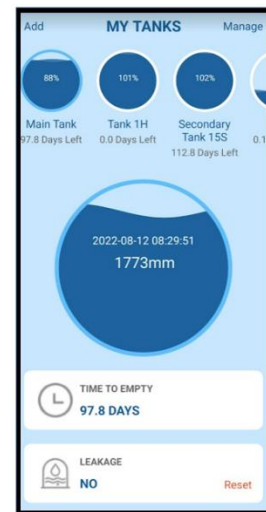 Add MY TANKS Manage
88% 101% 102%
Main Tank Tank 1H Secondary
Tank 15S
97.8 Days Left 0.0 Days Left 0.1
112.8 Days Left
2022-08-12 08:29:51
1773mm
TIME TO EMPTY
97.8 DAYS
LEAKAGE
NO Reset